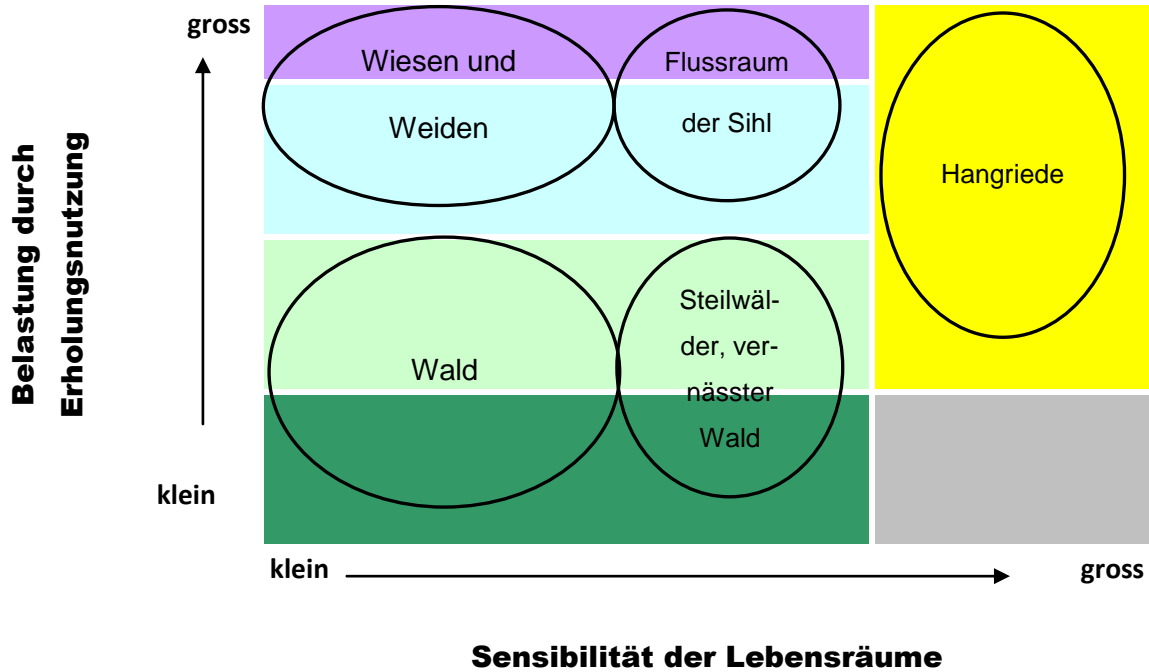 gross
Wiesen und
Weiden
Flussraum
der Sihl
Hangriede
Belastung durch
Erholungsnutzung
Wald
Steilwäl-
der, ver-
nässter
Wald
klein
klein
gross
Sensibilität der Lebensräume